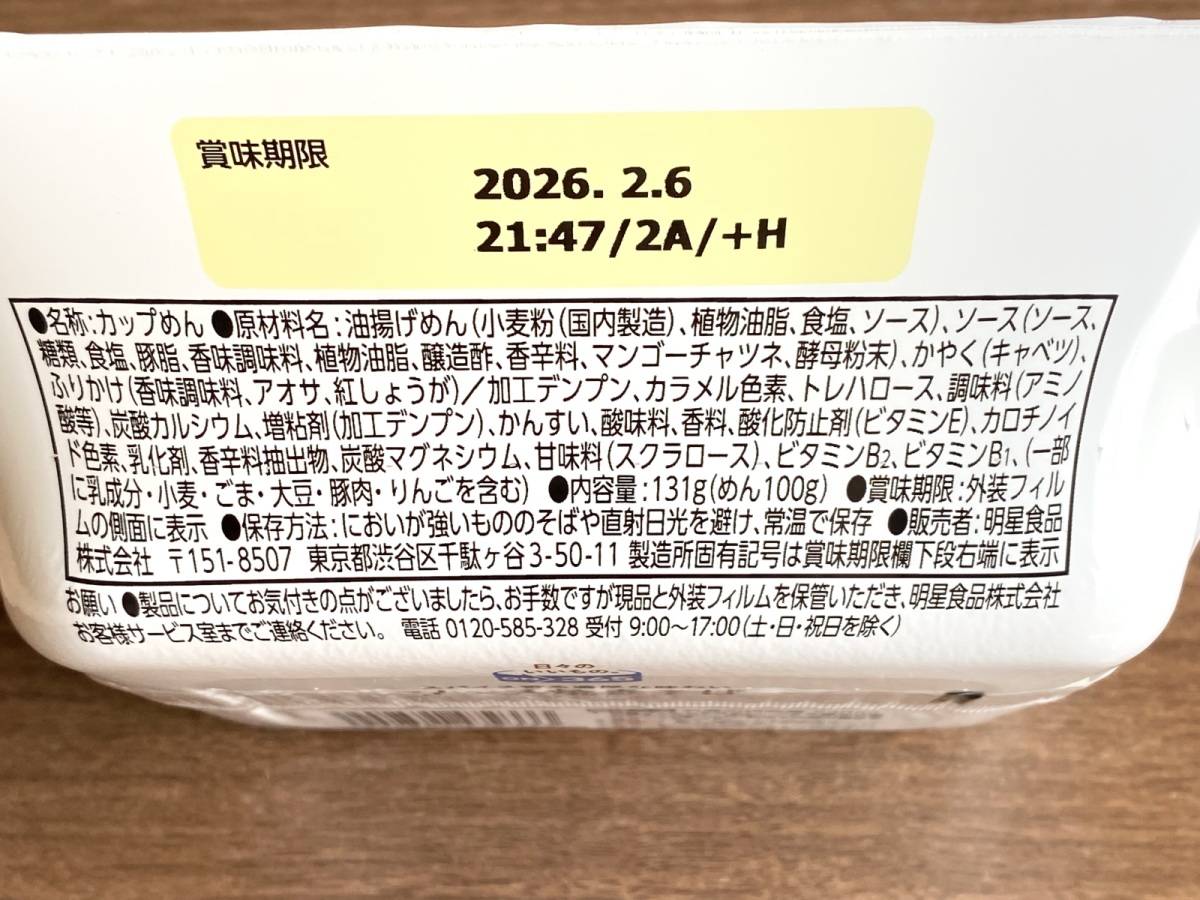 賞味期限
2026. 2.6
21:47/2A/+H
●名称:カップめん ●原材料名:油揚げめん(小麦粉(国内製造)、植物油脂、食塩、ソース)、ソース(ソース、
糖類、食塩、豚脂、香味調味料、植物油脂、醸造酢、香辛料、マンゴーチャツネ、酵母粉末)、かやく(キャベツ)、
ふりかけ(香味調味料、アオサ、紅しょうが)/加工デンプン、カラメル色素、トレハロース、調味料(アミノ
酸等)、炭酸カルシウム、増粘剤(加工デンプン)、かんすい、酸味料、香料、酸化防止剤(ビタミンE)、カロチノイ
ド色素、乳化剤、香辛料抽出物、炭酸マグネシウム、甘味料(スクラロース)、ビタミンB2、ビタミンB1、(一部
に乳成分・小麦・ごま・大豆・豚肉・りんごを含む) ●内容量:131g(めん100g) ●賞味期限:外装フィル
ムの側面に表示 ●保存方法:においが強いもののそばや直射日光を避け、常温で保存 ●販売者:明星食品
株式会社 〒151-8507 東京都渋谷区千駄ヶ谷3-50-11 製造所固有記号は賞味期限欄下段右端に表示
お願い ●製品についてお気付きの点がございましたら、お手数ですが現品と外装フィルムを保管いただき、明星食品株式会社
お客様サービス室までご連絡ください。 電話 0120-585-328 受付 9:00~17:00(土・日・祝日を除く)
日々の
いいもの。